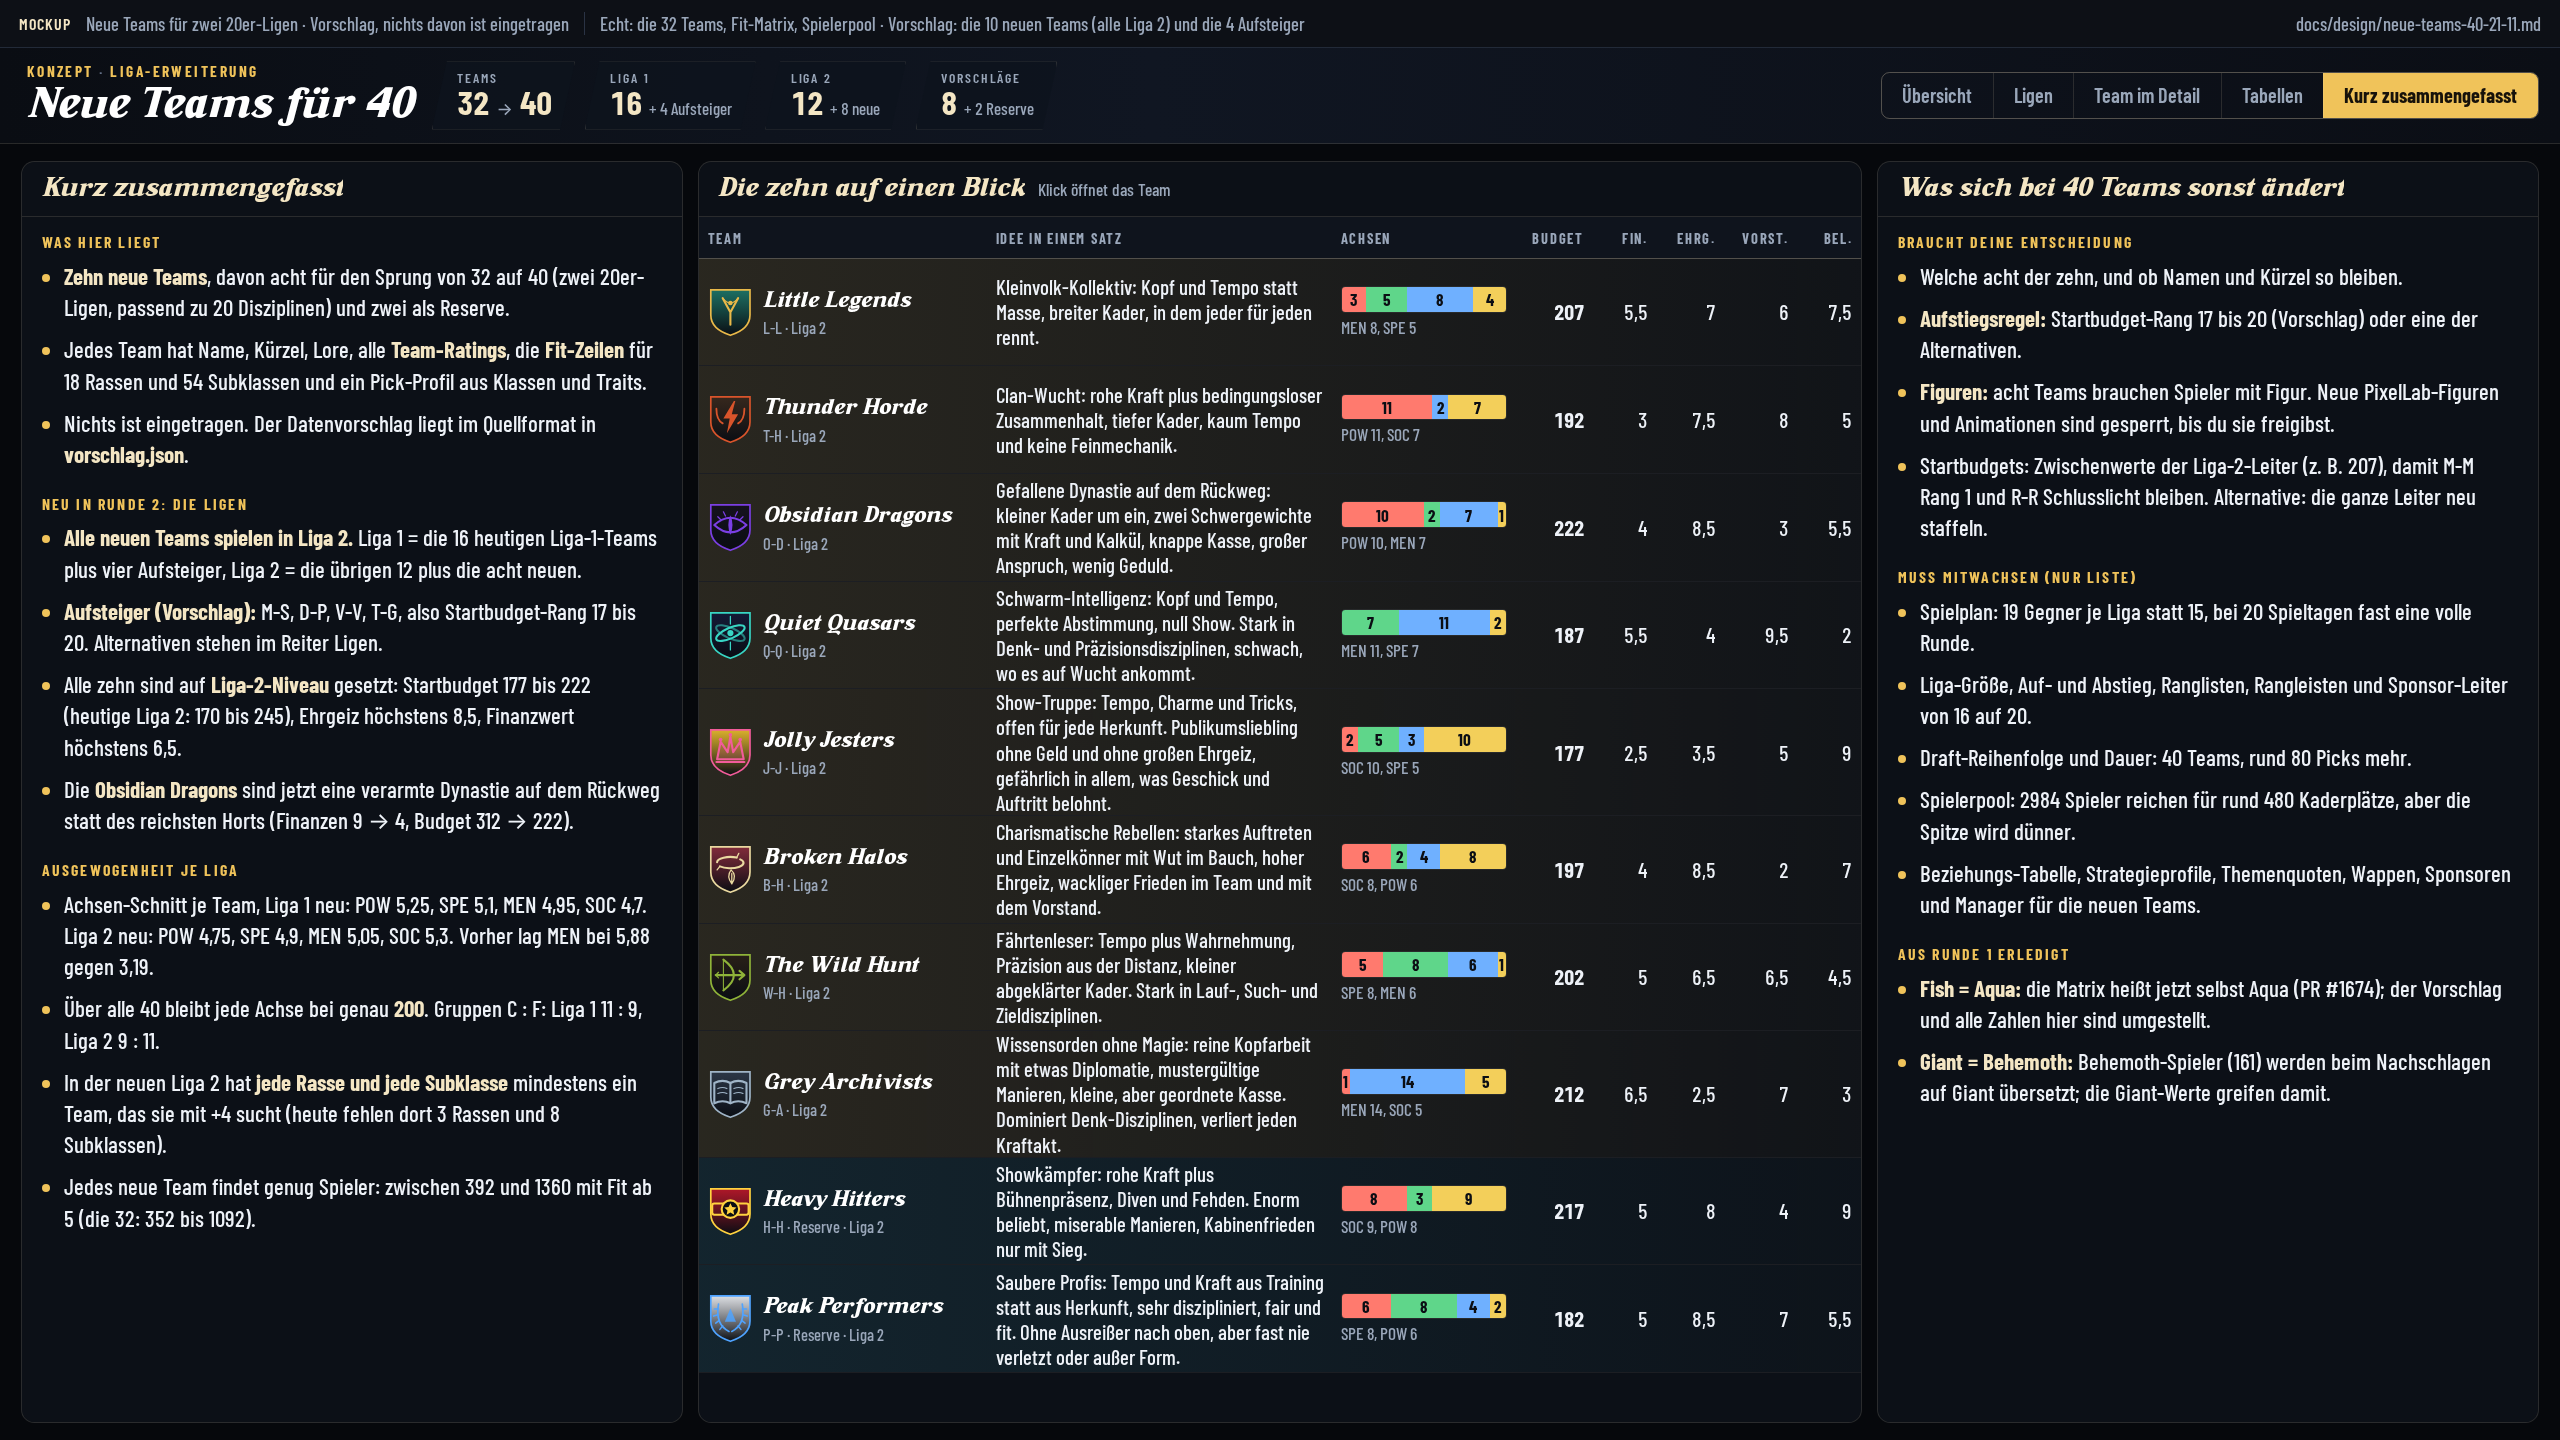 MOCKUP Neue Teams für zwei 20er-Ligen · Vorschlag, nichts davon ist eingetragen Echt: die 32 Teams, Fit-Matrix, Spielerpool · Vorschlag: die 10 neuen Teams (alle Liga 2) und die 4 Aufsteiger docs/design/neue-teams-40-21-11.md
KONZEPT · LIGA-ERWEITERUNG
Neue Teams für 40
TEAMS
32 → 40
LIGA 1
16 + 4 Aufsteiger
LIGA 2
12 + 8 neue
VORSCHLÄGE
8 + 2 Reserve
Übersicht Ligen Team im Detail Tabellen Kurz zusammengefasst
Kurz zusammengefasst
WAS HIER LIEGT
Zehn neue Teams, davon acht für den Sprung von 32 auf 40 (zwei 20er-
Ligen, passend zu 20 Disziplinen) und zwei als Reserve.
Jedes Team hat Name, Kürzel, Lore, alle Team-Ratings, die Fit-Zeilen für
18 Rassen und 54 Subklassen und ein Pick-Profil aus Klassen und Traits.
Nichts ist eingetragen. Der Datenvorschlag liegt im Quellformat in
vorschlag.json.
NEU IN RUNDE 2: DIE LIGEN
Alle neuen Teams spielen in Liga 2. Liga 1 = die 16 heutigen Liga-1-Teams
plus vier Aufsteiger, Liga 2 = die übrigen 12 plus die acht neuen.
Aufsteiger (Vorschlag): M-S, D-P, V-V, T-G, also Startbudget-Rang 17 bis
20. Alternativen stehen im Reiter Ligen.
Alle zehn sind auf Liga-2-Niveau gesetzt: Startbudget 177 bis 222
(heutige Liga 2: 170 bis 245), Ehrgeiz höchstens 8,5, Finanzwert
höchstens 6,5.
Die Obsidian Dragons sind jetzt eine verarmte Dynastie auf dem Rückweg
statt des reichsten Horts (Finanzen 9 → 4, Budget 312 → 222).
AUSGEWOGENHEIT JE LIGA
Achsen-Schnitt je Team, Liga 1 neu: POW 5,25, SPE 5,1, MEN 4,95, SOC 4,7.
Liga 2 neu: POW 4,75, SPE 4,9, MEN 5,05, SOC 5,3. Vorher lag MEN bei 5,88
gegen 3,19.
Über alle 40 bleibt jede Achse bei genau 200. Gruppen C : F: Liga 1 11 : 9,
Liga 2 9 : 11.
In der neuen Liga 2 hat jede Rasse und jede Subklasse mindestens ein
Team, das sie mit +4 sucht (heute fehlen dort 3 Rassen und 8
Subklassen).
Jedes neue Team findet genug Spieler: zwischen 392 und 1360 mit Fit ab
5 (die 32: 352 bis 1092).
Die zehn auf einen Blick Klick öffnet das Team
TEAM IDEE IN EINEM SATZ ACHSEN BUDGET FIN. EHRG. VORST. BEL.
Little Legends
L-L · Liga 2
Kleinvolk-Kollektiv: Kopf und Tempo statt
Masse, breiter Kader, in dem jeder für jeden
rennt.
3 5 8 4
MEN 8, SPE 5
207 5,5 7 6 7,5
Thunder Horde
T-H · Liga 2
Clan-Wucht: rohe Kraft plus bedingungsloser
Zusammenhalt, tiefer Kader, kaum Tempo
und keine Feinmechanik.
11 2 7
POW 11, SOC 7
192 3 7,5 8 5
Obsidian Dragons
O-D · Liga 2
Gefallene Dynastie auf dem Rückweg:
kleiner Kader um ein, zwei Schwergewichte
mit Kraft und Kalkül, knappe Kasse, großer
Anspruch, wenig Geduld.
10 2 7 1
POW 10, MEN 7
222 4 8,5 3 5,5
Quiet Quasars
Q-Q · Liga 2
Schwarm-Intelligenz: Kopf und Tempo,
perfekte Abstimmung, null Show. Stark in
Denk- und Präzisionsdisziplinen, schwach,
wo es auf Wucht ankommt.
7 11 2
MEN 11, SPE 7
187 5,5 4 9,5 2
Jolly Jesters
J-J · Liga 2
Show-Truppe: Tempo, Charme und Tricks,
offen für jede Herkunft. Publikumsliebling
ohne Geld und ohne großen Ehrgeiz,
gefährlich in allem, was Geschick und
Auftritt belohnt.
2 5 3 10
SOC 10, SPE 5
177 2,5 3,5 5 9
Broken Halos
B-H · Liga 2
Charismatische Rebellen: starkes Auftreten
und Einzelkönner mit Wut im Bauch, hoher
Ehrgeiz, wackliger Frieden im Team und mit
dem Vorstand.
6 2 4 8
SOC 8, POW 6
197 4 8,5 2 7
The Wild Hunt
W-H · Liga 2
Fährtenleser: Tempo plus Wahrnehmung,
Präzision aus der Distanz, kleiner
abgeklärter Kader. Stark in Lauf-, Such- und
Zieldisziplinen.
5 8 6 1
SPE 8, MEN 6
202 5 6,5 6,5 4,5
Grey Archivists
G-A · Liga 2
Wissensorden ohne Magie: reine Kopfarbeit
mit etwas Diplomatie, mustergültige
Manieren, kleine, aber geordnete Kasse.
Dominiert Denk-Disziplinen, verliert jeden
Kraftakt.
1 14 5
MEN 14, SOC 5
212 6,5 2,5 7 3
Heavy Hitters
H-H · Reserve · Liga 2
Showkämpfer: rohe Kraft plus
Bühnenpräsenz, Diven und Fehden. Enorm
beliebt, miserable Manieren, Kabinenfrieden
nur mit Sieg.
8 3 9
SOC 9, POW 8
217 5 8 4 9
Peak Performers
P-P · Reserve · Liga 2
Saubere Profis: Tempo und Kraft aus Training
statt aus Herkunft, sehr diszipliniert, fair und
fit. Ohne Ausreißer nach oben, aber fast nie
verletzt oder außer Form.
6 8 4 2
SPE 8, POW 6
182 5 8,5 7 5,5
Was sich bei 40 Teams sonst ändert
BRAUCHT DEINE ENTSCHEIDUNG
Welche acht der zehn, und ob Namen und Kürzel so bleiben.
Aufstiegsregel: Startbudget-Rang 17 bis 20 (Vorschlag) oder eine der
Alternativen.
Figuren: acht Teams brauchen Spieler mit Figur. Neue PixelLab-Figuren
und Animationen sind gesperrt, bis du sie freigibst.
Startbudgets: Zwischenwerte der Liga-2-Leiter (z. B. 207), damit M-M
Rang 1 und R-R Schlusslicht bleiben. Alternative: die ganze Leiter neu
staffeln.
MUSS MITWACHSEN (NUR LISTE)
Spielplan: 19 Gegner je Liga statt 15, bei 20 Spieltagen fast eine volle
Runde.
Liga-Größe, Auf- und Abstieg, Ranglisten, Rangleisten und Sponsor-Leiter
von 16 auf 20.
Draft-Reihenfolge und Dauer: 40 Teams, rund 80 Picks mehr.
Spielerpool: 2984 Spieler reichen für rund 480 Kaderplätze, aber die
Spitze wird dünner.
Beziehungs-Tabelle, Strategieprofile, Themenquoten, Wappen, Sponsoren
und Manager für die neuen Teams.
AUS RUNDE 1 ERLEDIGT
Fish = Aqua: die Matrix heißt jetzt selbst Aqua (PR #1674); der Vorschlag
und alle Zahlen hier sind umgestellt.
Giant = Behemoth: Behemoth-Spieler (161) werden beim Nachschlagen
auf Giant übersetzt; die Giant-Werte greifen damit.